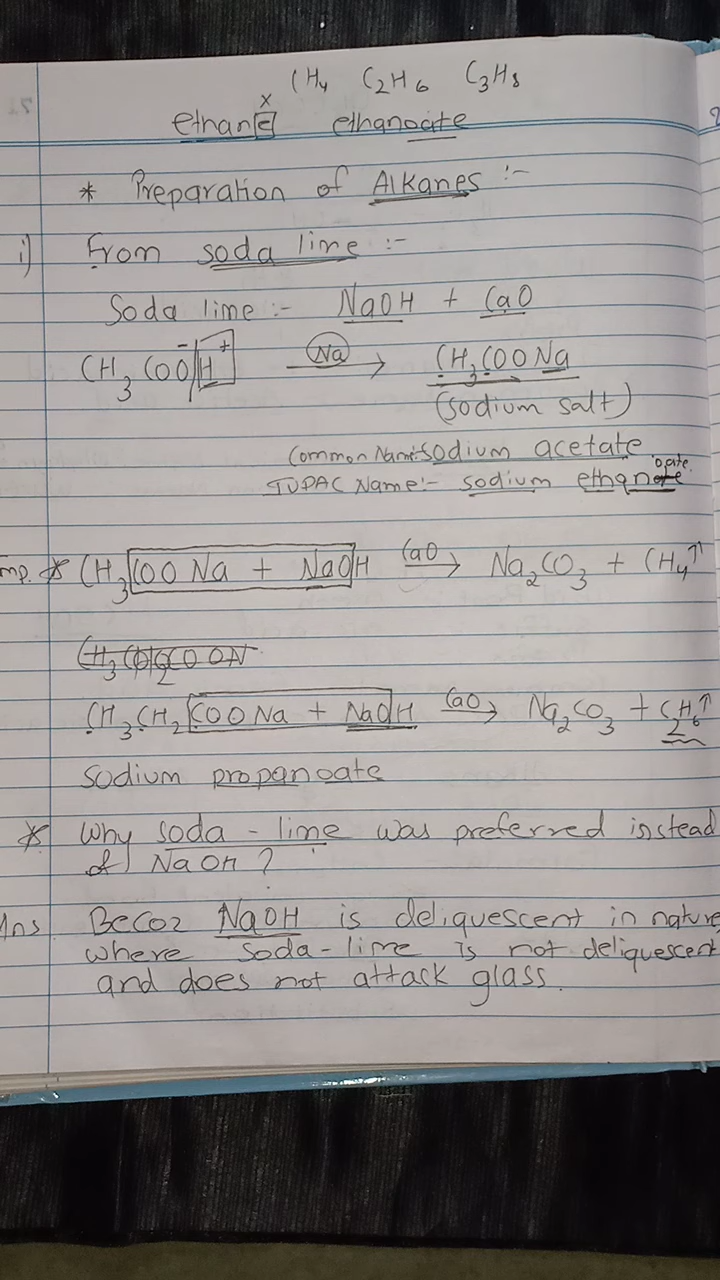 CH4 C2H6 C3H8
x
ethane ethanoate
* Preparation of Alkanes :-
i) From soda lime :-
Soda lime :- NaOH + CaO
CH3COO⁻H⁺ Na → CH3COONa
(sodium salt)
Common Name:- Sodium acetate
IUPAC Name:- sodium ethanoate
Imp. * CH3COONa + NaOH CaO → Na2CO3 + CH4↑
CH3CH2COONa + NaOH CaO → Na2CO3 + C2H6↑
sodium propanoate
* Why soda-lime was preferred instead
of NaOH ?
Ans Becoz NaOH is deliquescent in nature
where soda-lime is not deliquescent
and does not attack glass.